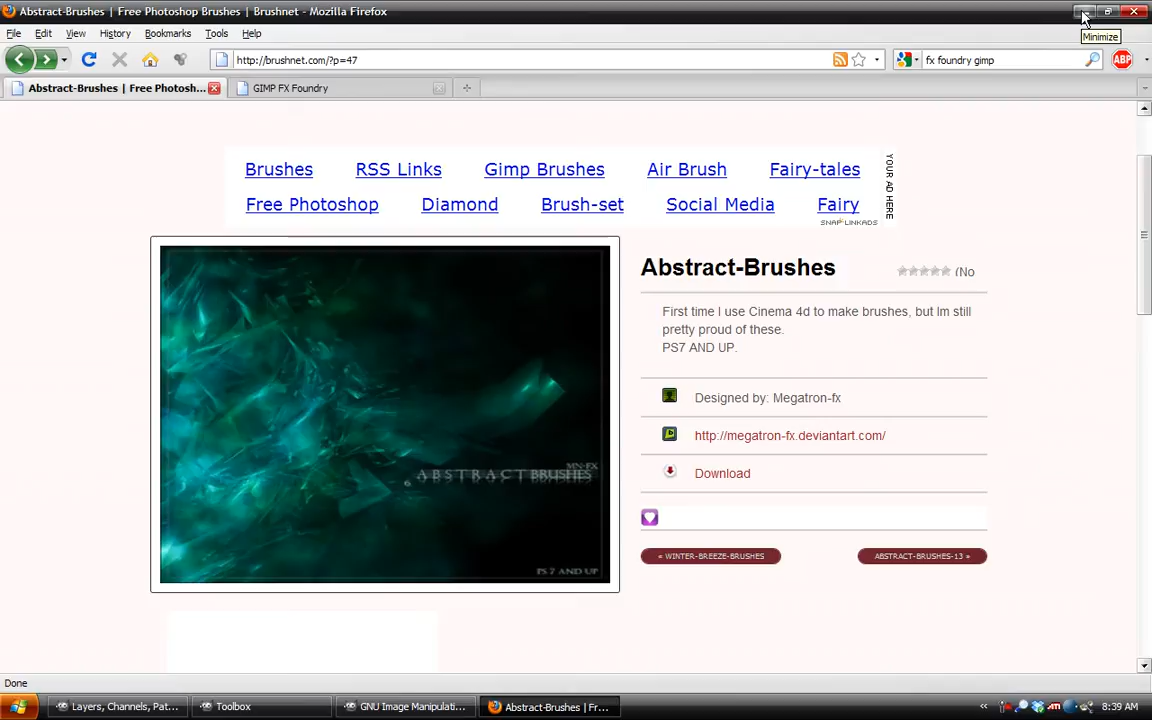 Abstract-Brushes | Free Photoshop Brushes | Brushnet - Mozilla Firefox
Minimize
File Edit View History Bookmarks Tools Help
http://brushnet.com/?p=47
fx foundry gimp
ABP
Abstract-Brushes | Free Photosh...
GIMP FX Foundry
Brushes RSS Links Gimp Brushes Air Brush Fairy-tales
Free Photoshop Diamond Brush-set Social Media Fairy
YOUR AD HERE
SNAP LINKADS
Abstract-Brushes
(No
First time I use Cinema 4d to make brushes, but Im still
pretty proud of these.
PS7 AND UP.
Designed by: Megatron-fx
http://megatron-fx.deviantart.com/
Download
MN-FX
6 ABSTRACT BRUSHES
PS 7 AND UP
« WINTER-BREEZE-BRUSHES
ABSTRACT-BRUSHES-13 »
Done
Layers, Channels, Pat...
Toolbox
GNU Image Manipulati...
Abstract-Brushes | Fr...
8:39 AM